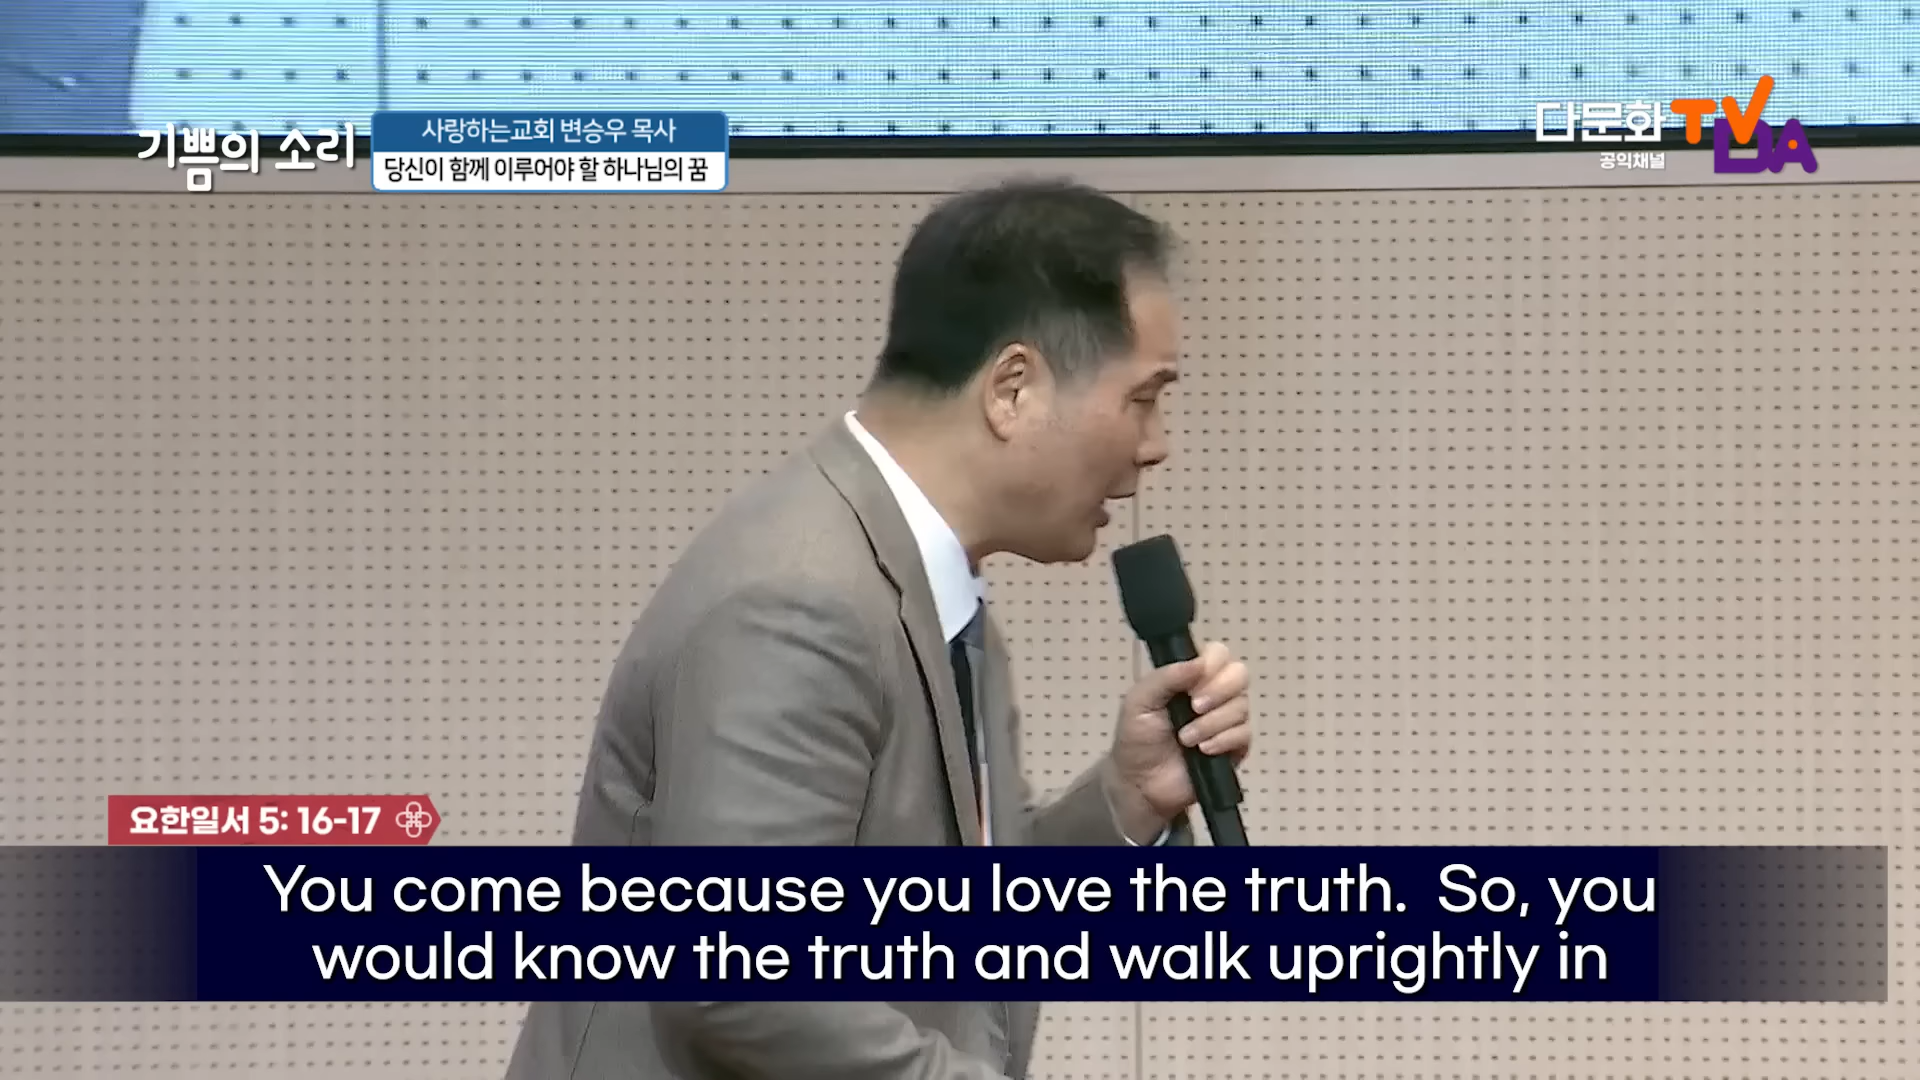 기쁨의 소리
사랑하는교회 변승우 목사
당신이 함께 이루어야 할 하나님의 꿈
다문화 TV
공익채널 DA
요한일서 5: 16-17
You come because you love the truth. So, you
would know the truth and walk uprightly in